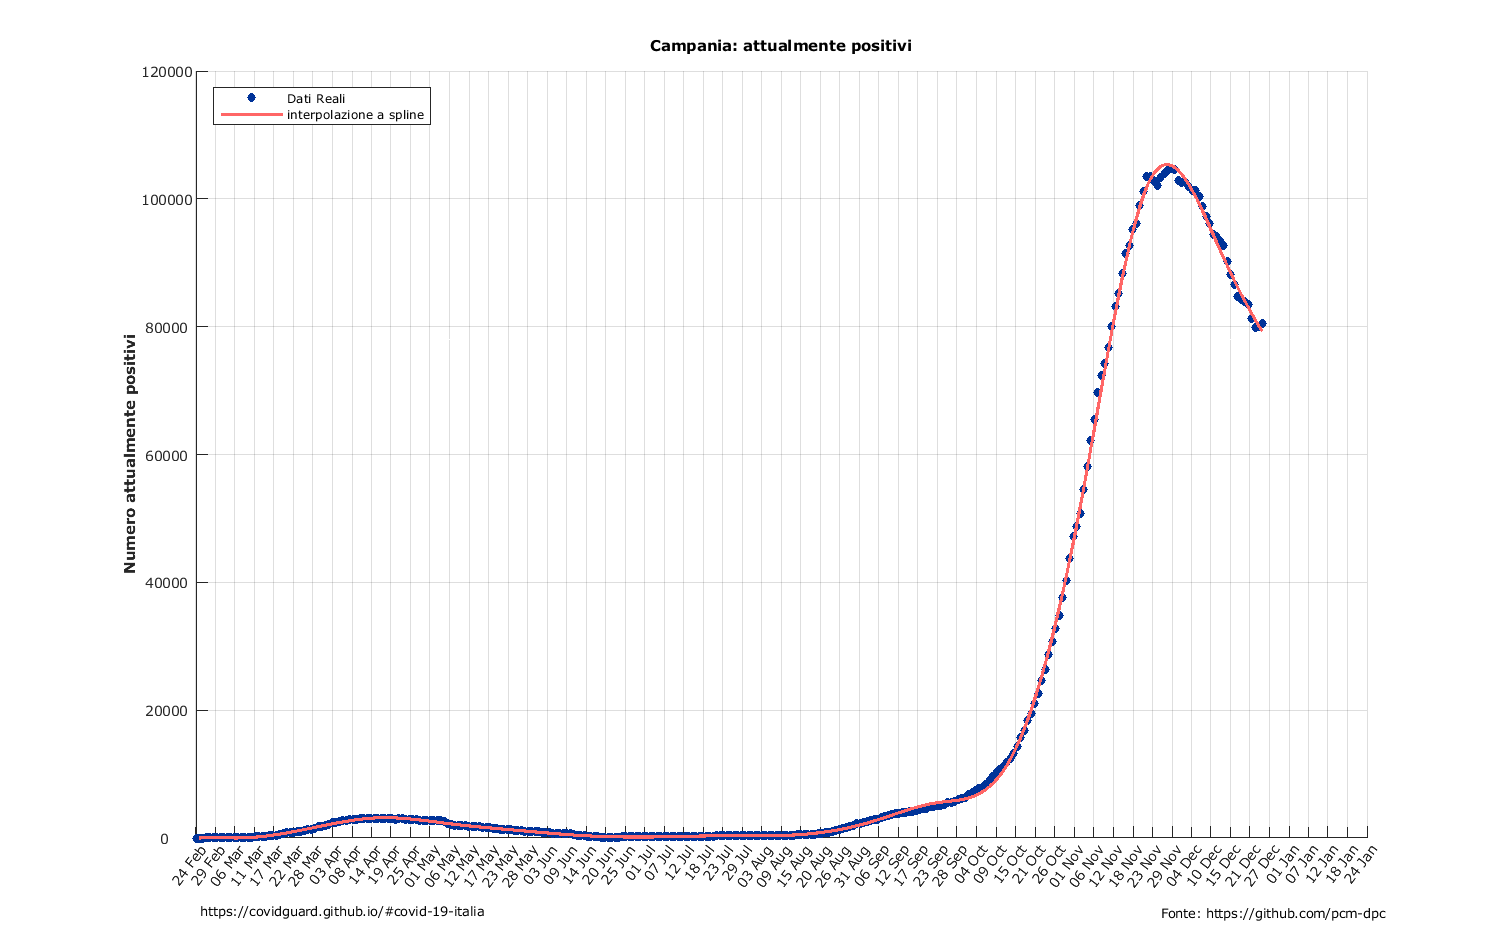 Campania: attualmente positivi
120000
100000
80000
60000
40000
20000
0
Numero attualmente positivi
Dati Reali
interpolazione a spline
24 Feb
29 Feb
06 Mar
11 Mar
17 Mar
22 Mar
28 Mar
03 Apr
08 Apr
14 Apr
19 Apr
25 Apr
01 May
06 May
12 May
17 May
23 May
28 May
03 Jun
09 Jun
14 Jun
20 Jun
25 Jun
01 Jul
07 Jul
12 Jul
18 Jul
23 Jul
29 Jul
03 Aug
09 Aug
15 Aug
20 Aug
26 Aug
31 Aug
06 Sep
12 Sep
17 Sep
23 Sep
28 Sep
04 Oct
09 Oct
15 Oct
21 Oct
26 Oct
01 Nov
06 Nov
12 Nov
18 Nov
23 Nov
29 Nov
04 Dec
10 Dec
15 Dec
21 Dec
27 Dec
01 Jan
07 Jan
12 Jan
18 Jan
24 Jan
https://covidguard.github.io/#covid-19-italia
Fonte: https://github.com/pcm-dpc